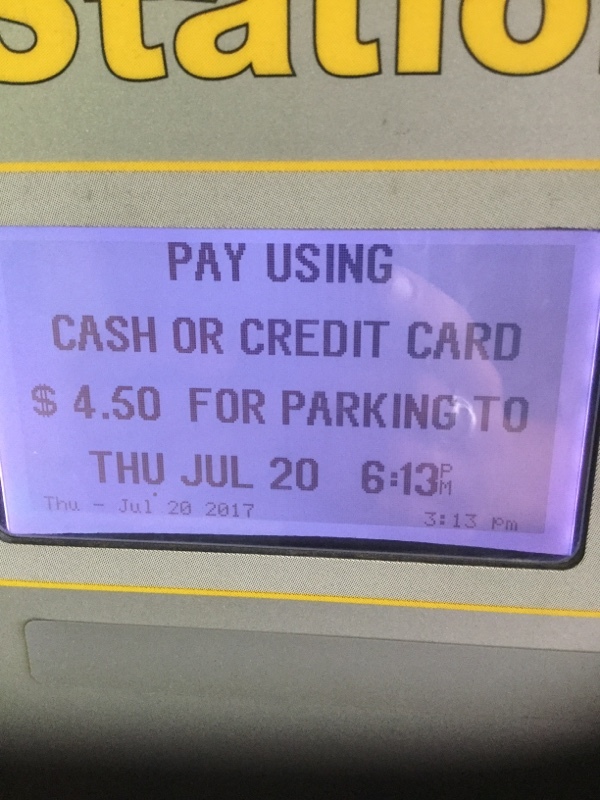 Statio
PAY USING
CASH OR CREDIT CARD
$ 4.50 FOR PARKING TO
THU JUL 20 6:13PM
Thu - Jul 20 2017 3:13 pm